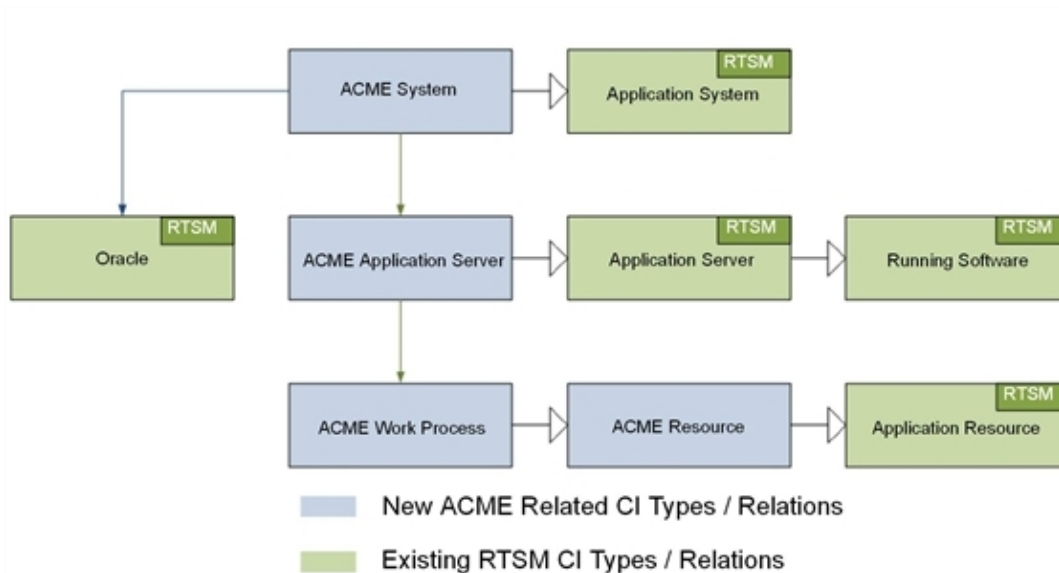 RTSM
ACME System
Application System
RTSM
RTSM
RTSM
Oracle
ACME Application Server
Application Server
Running Software
RTSM
ACME Work Process
ACME Resource
Application Resource
New ACME Related CI Types / Relations
Existing RTSM CI Types / Relations